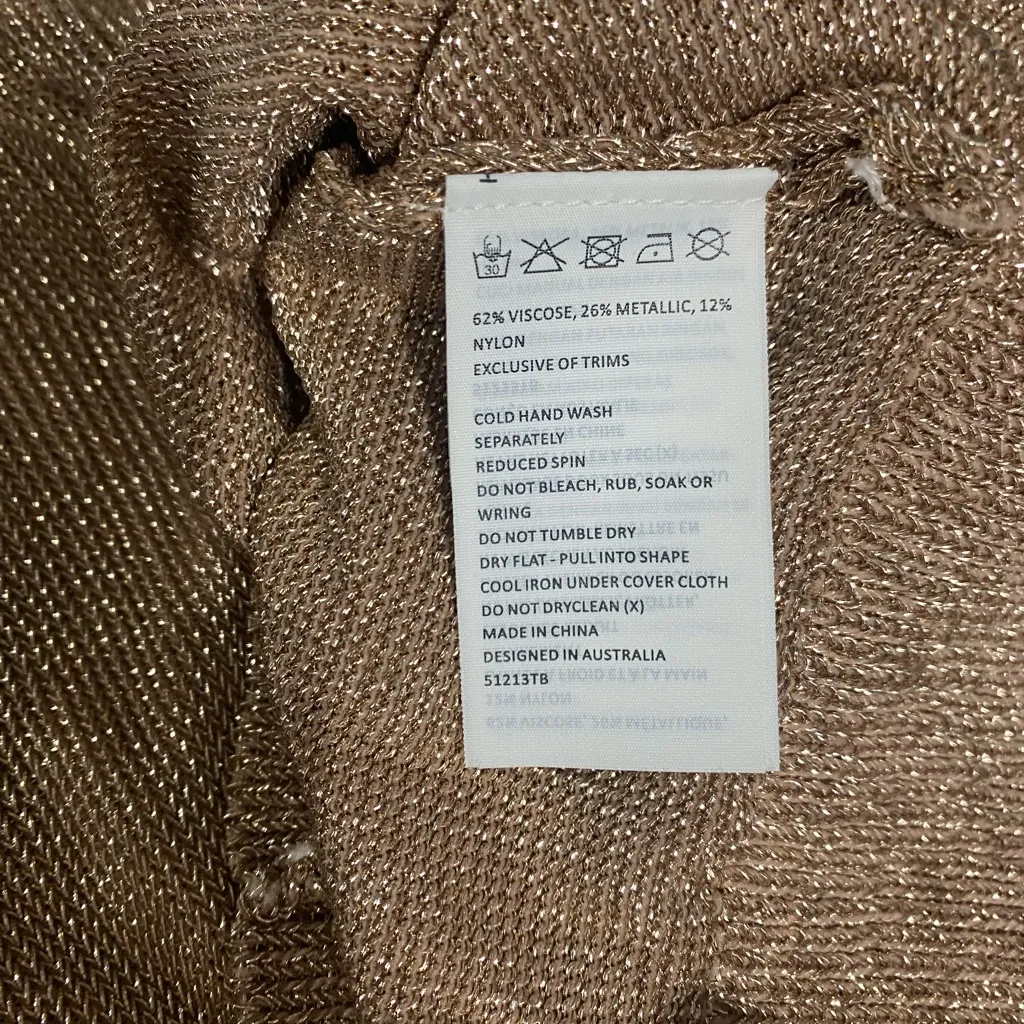 30
62% VISCOSE, 26% METALLIC, 12%
NYLON
EXCLUSIVE OF TRIMS
COLD HAND WASH
SEPARATELY
REDUCED SPIN
DO NOT BLEACH, RUB, SOAK OR
WRING
DO NOT TUMBLE DRY
DRY FLAT - PULL INTO SHAPE
COOL IRON UNDER COVER CLOTH
DO NOT DRYCLEAN (X)
MADE IN CHINA
DESIGNED IN AUSTRALIA
51213TB